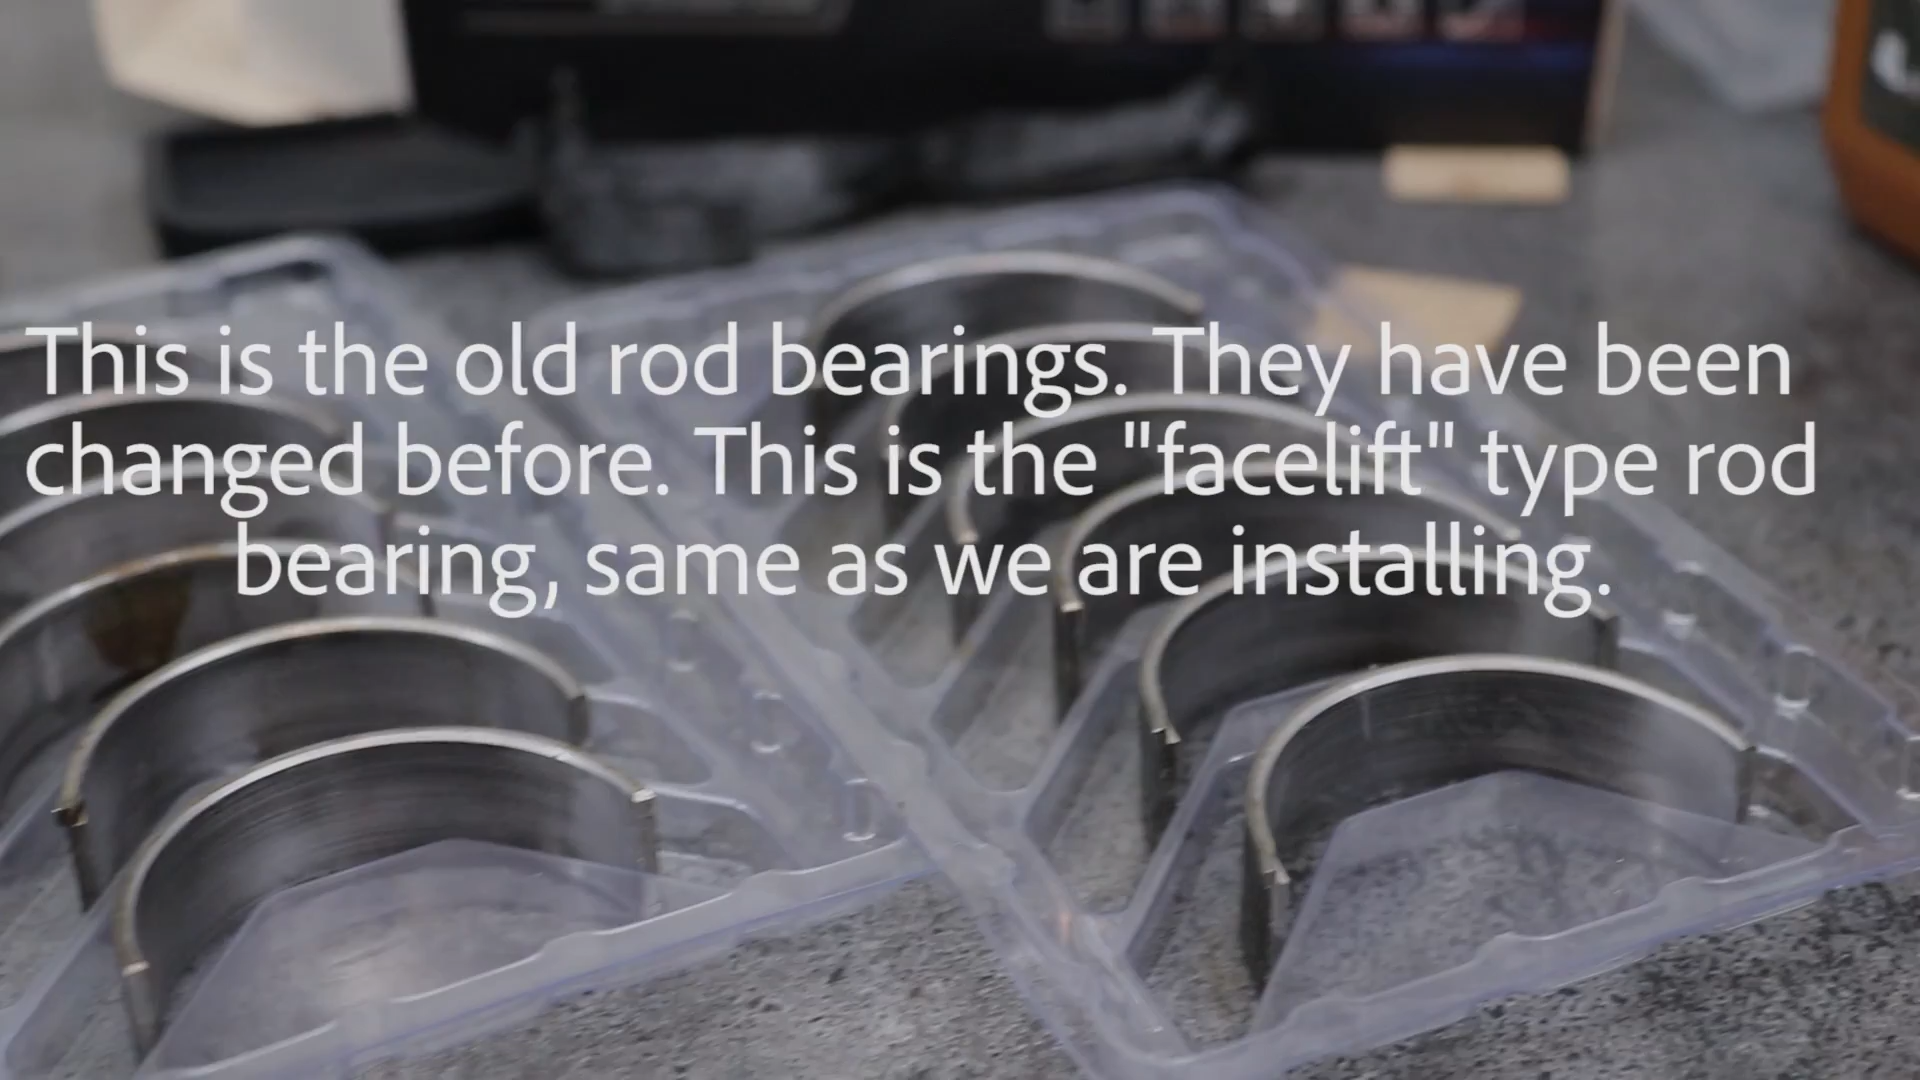 This is the old rod bearings. They have been
changed before. This is the "facelift" type rod
bearing, same as we are installing.